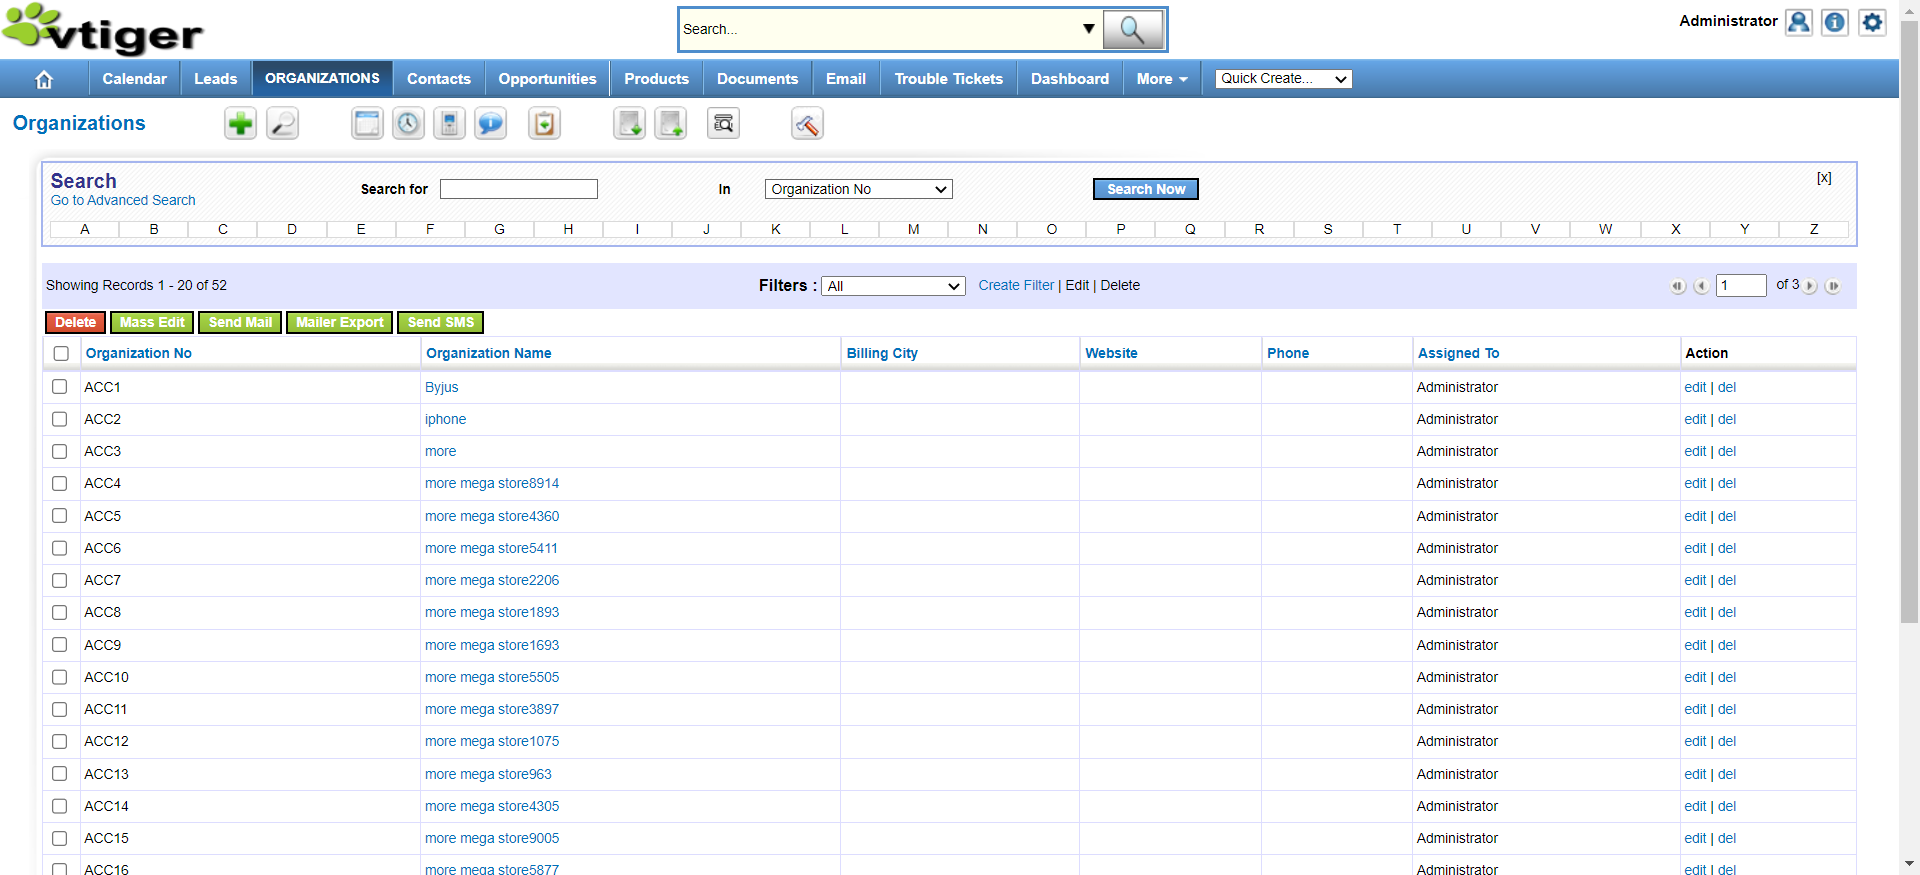 vtiger
Search...
Administrator
Calendar Leads ORGANIZATIONS Contacts Opportunities Products Documents Email Trouble Tickets Dashboard More Quick Create...
Organizations
Search
Go to Advanced Search
Search for In Organization No Search Now [x]
A B C D E F G H I J K L M N O P Q R S T U V W X Y Z
Showing Records 1 - 20 of 52 Filters : All Create Filter | Edit | Delete 1 of 3
Delete Mass Edit Send Mail Mailer Export Send SMS
Organization No Organization Name Billing City Website Phone Assigned To Action
ACC1 Byjus Administrator edit | del
ACC2 iphone Administrator edit | del
ACC3 more Administrator edit | del
ACC4 more mega store8914 Administrator edit | del
ACC5 more mega store4360 Administrator edit | del
ACC6 more mega store5411 Administrator edit | del
ACC7 more mega store2206 Administrator edit | del
ACC8 more mega store1893 Administrator edit | del
ACC9 more mega store1693 Administrator edit | del
ACC10 more mega store5505 Administrator edit | del
ACC11 more mega store3897 Administrator edit | del
ACC12 more mega store1075 Administrator edit | del
ACC13 more mega store963 Administrator edit | del
ACC14 more mega store4305 Administrator edit | del
ACC15 more mega store9005 Administrator edit | del
ACC16 more mega store5877 Administrator edit | del